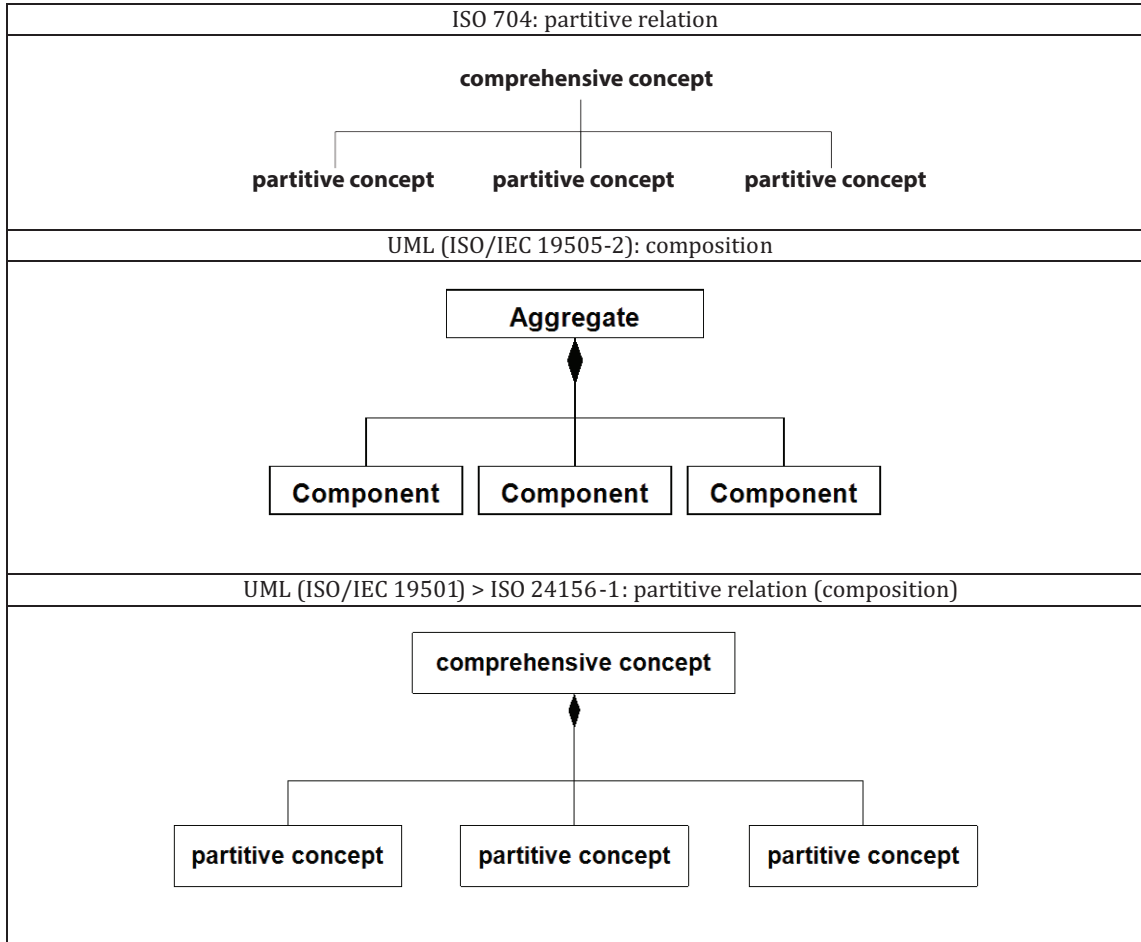 ISO 704: partitive relation
comprehensive concept
partitive concept partitive concept partitive concept
UML (ISO/IEC 19505-2): composition
Aggregate
Component Component Component
UML (ISO/IEC 19501) > ISO 24156-1: partitive relation (composition)
comprehensive concept
partitive concept partitive concept partitive concept